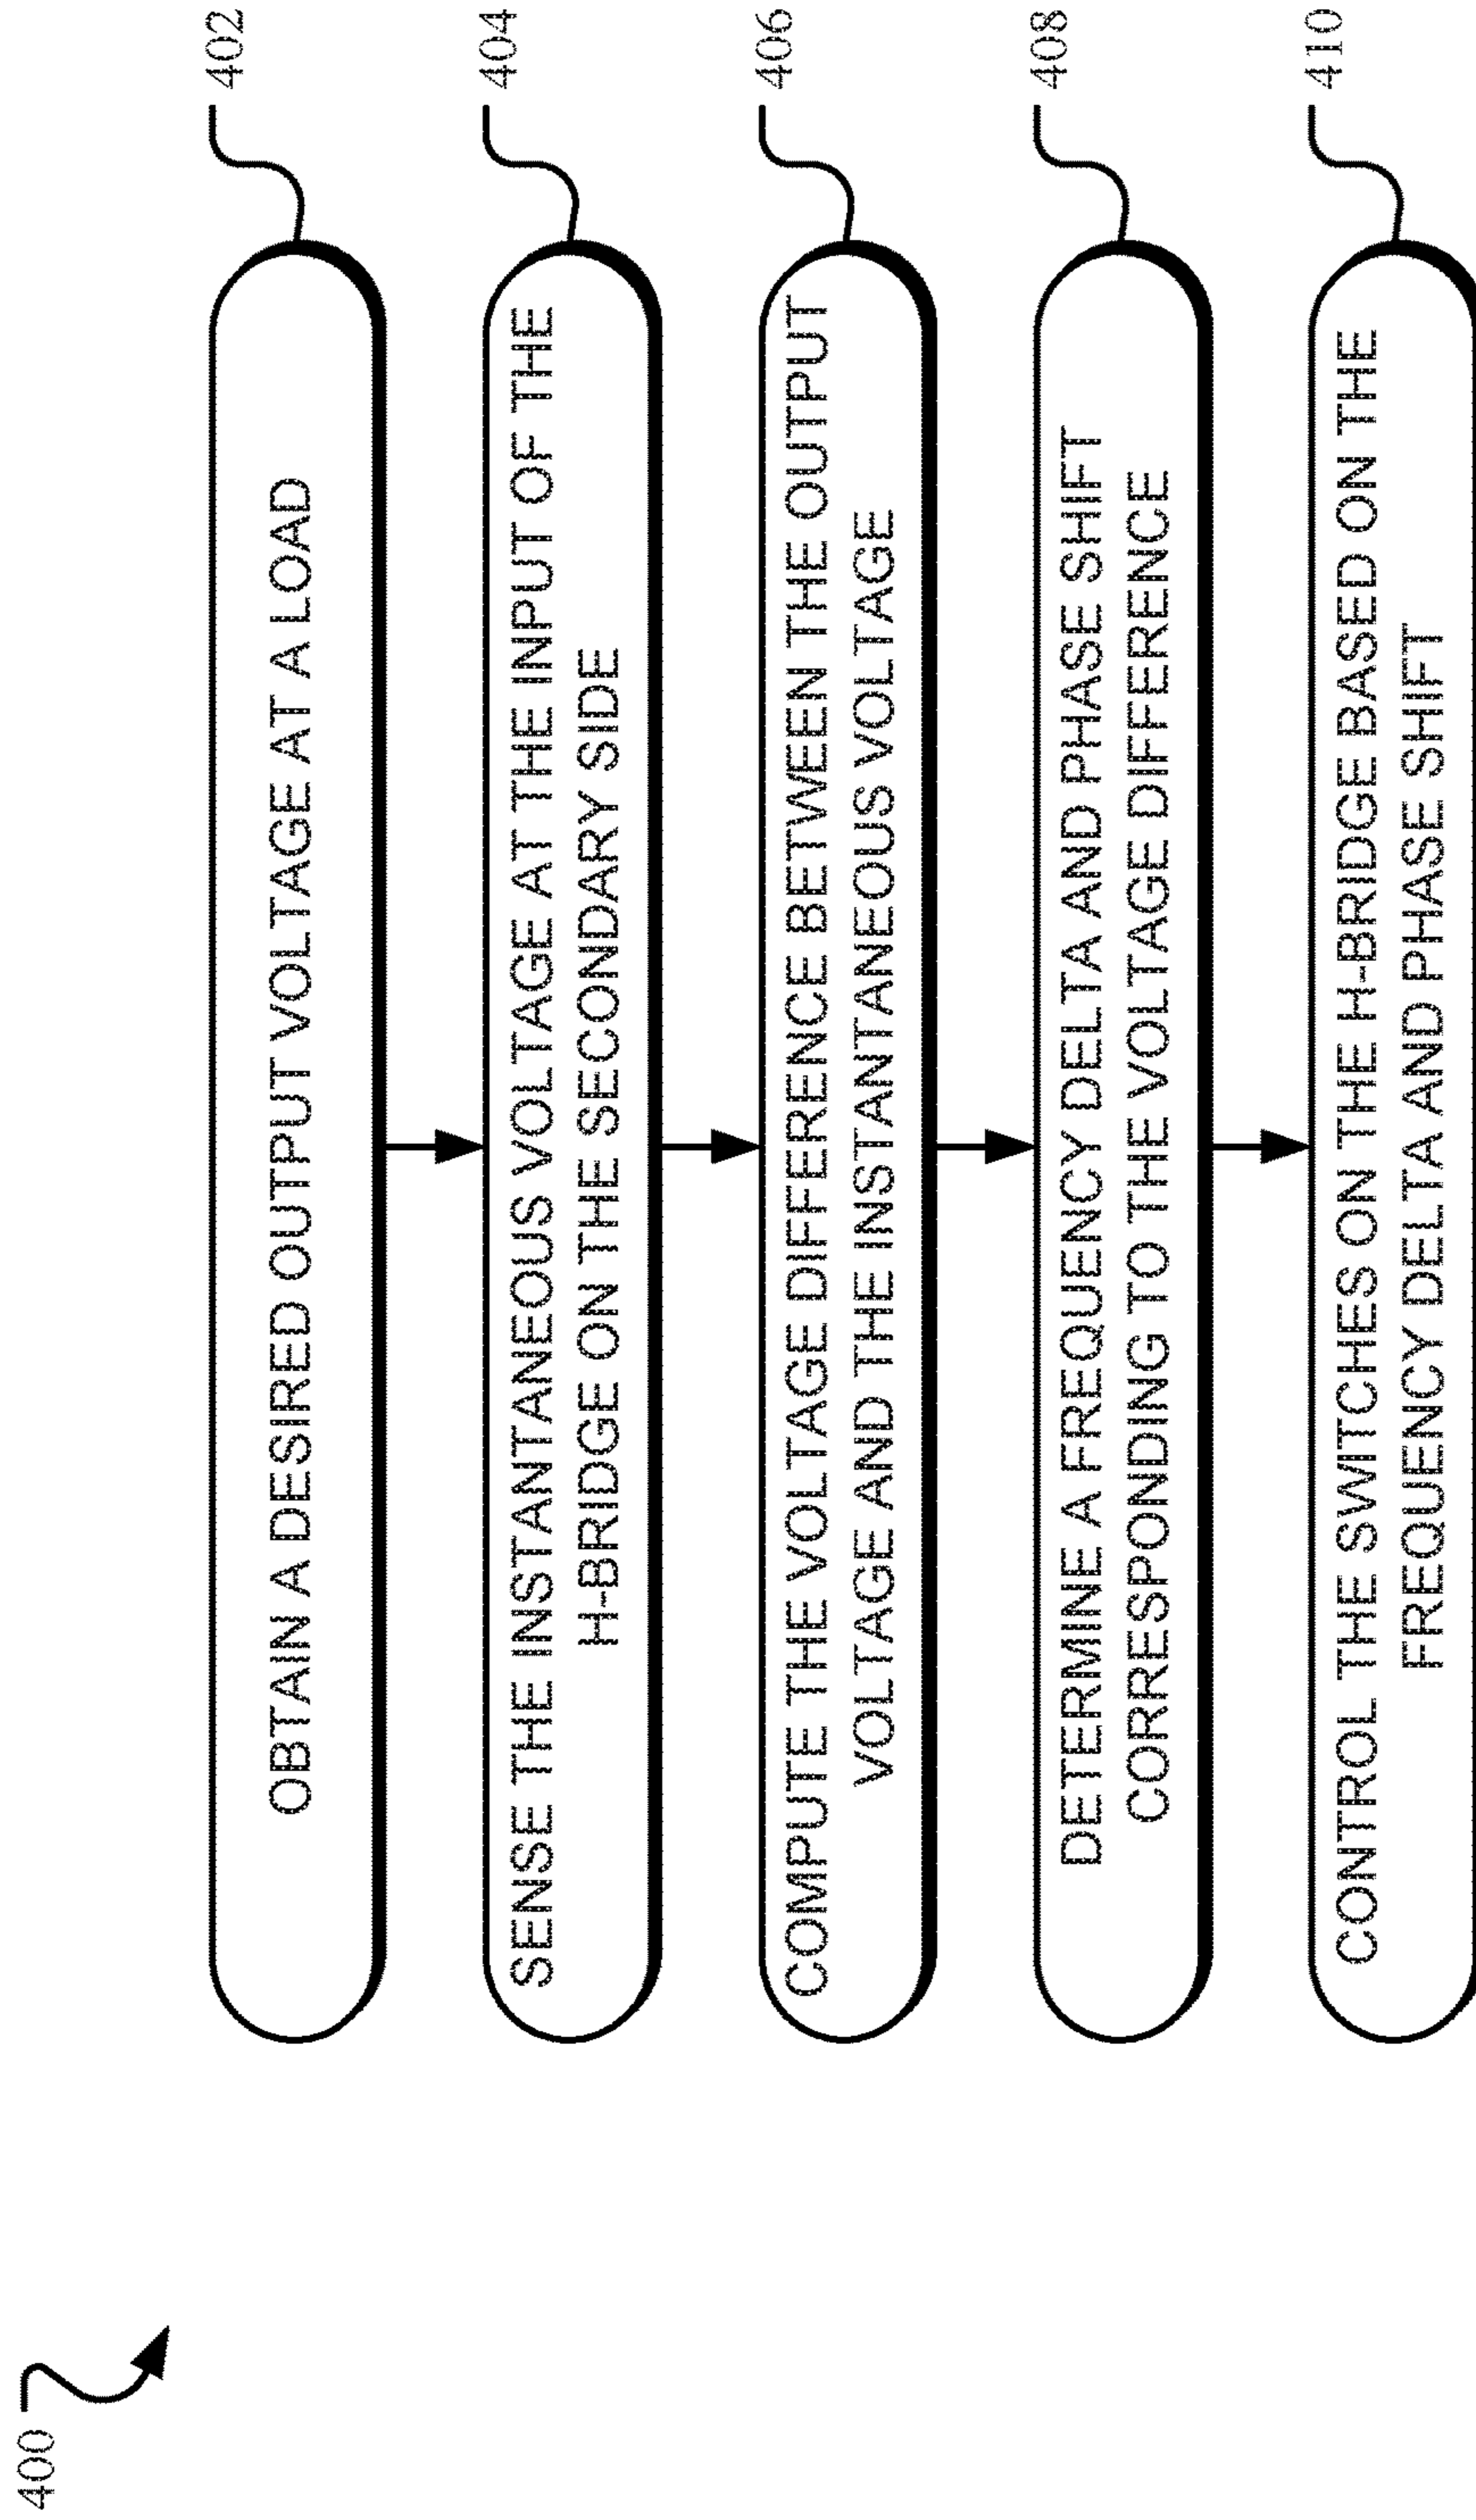 400
OBTAIN A DESIRED OUTPUT VOLTAGE AT A LOAD
402
SENSE THE INSTANTANEOUS VOLTAGE AT THE INPUT OF THE
H-BRIDGE ON THE SECONDARY SIDE
404
COMPUTE THE VOLTAGE DIFFERENCE BETWEEN THE OUTPUT
VOLTAGE AND THE INSTANTANEOUS VOLTAGE
406
DETERMINE A FREQUENCY DELTA AND PHASE SHIFT
CORRESPONDING TO THE VOLTAGE DIFFERENCE
408
CONTROL THE SWITCHES ON THE H-BRIDGE BASED ON THE
FREQUENCY DELTA AND PHASE SHIFT
410